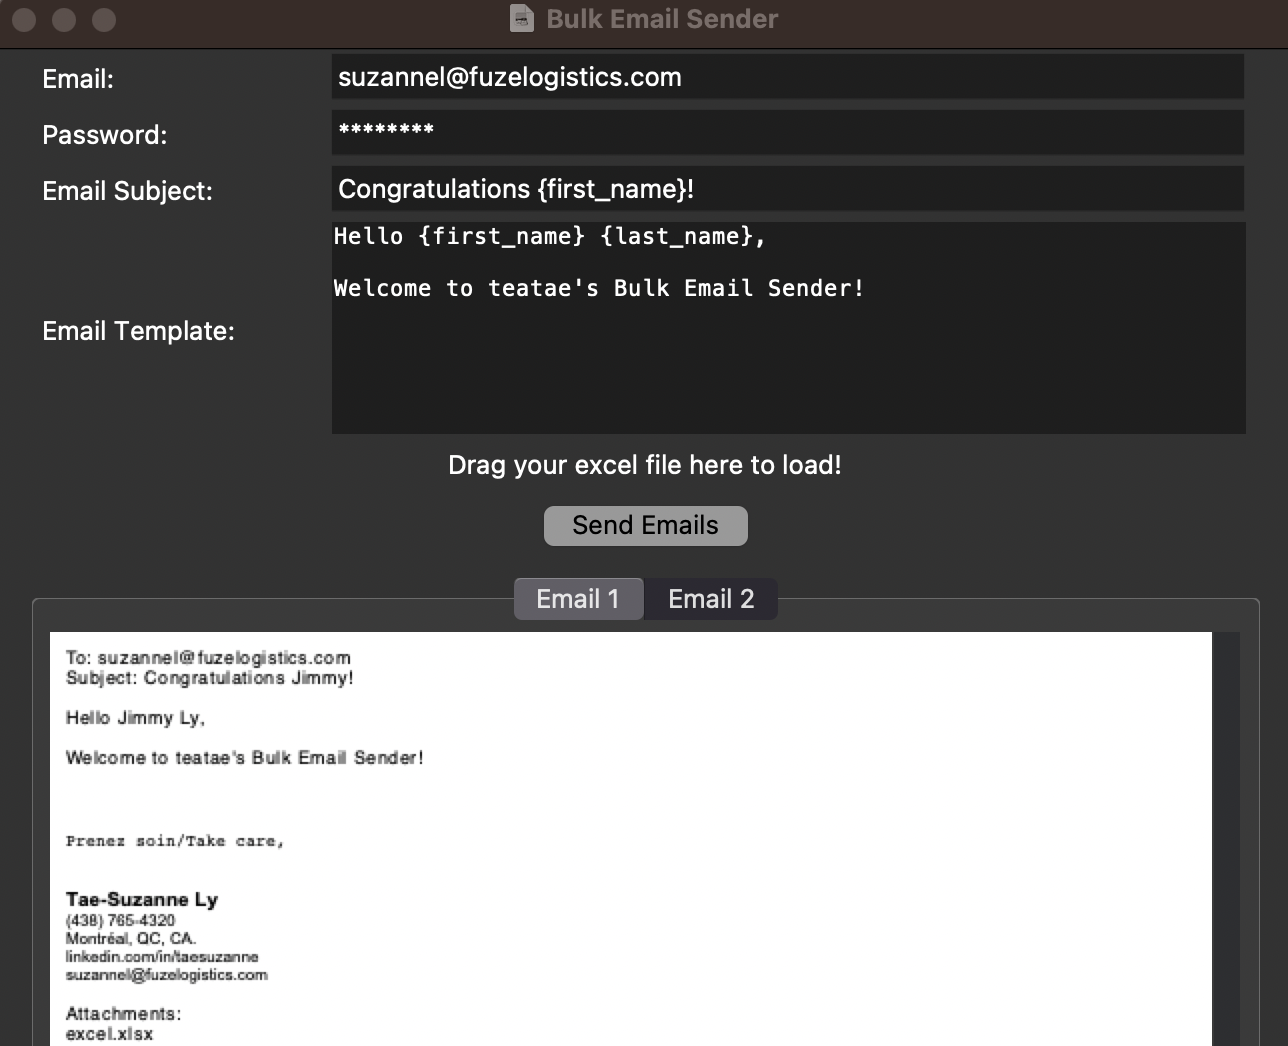 Bulk Email Sender
Email: suzannel@fuzelogistics.com
Password: ********
Email Subject: Congratulations {first_name}!
Hello {first_name} {last_name},
Welcome to teatae's Bulk Email Sender!
Email Template:
Drag your excel file here to load!
Send Emails
Email 1 Email 2
To: suzannel@fuzelogistics.com
Subject: Congratulations Jimmy!
Hello Jimmy Ly,
Welcome to teatae's Bulk Email Sender!
Prenez soin/Take care,
Tae-Suzanne Ly
(438) 765-4320
Montréal, QC, CA.
linkedin.com/in/taesuzanne
suzannel@fuzelogistics.com
Attachments:
excel.xlsx